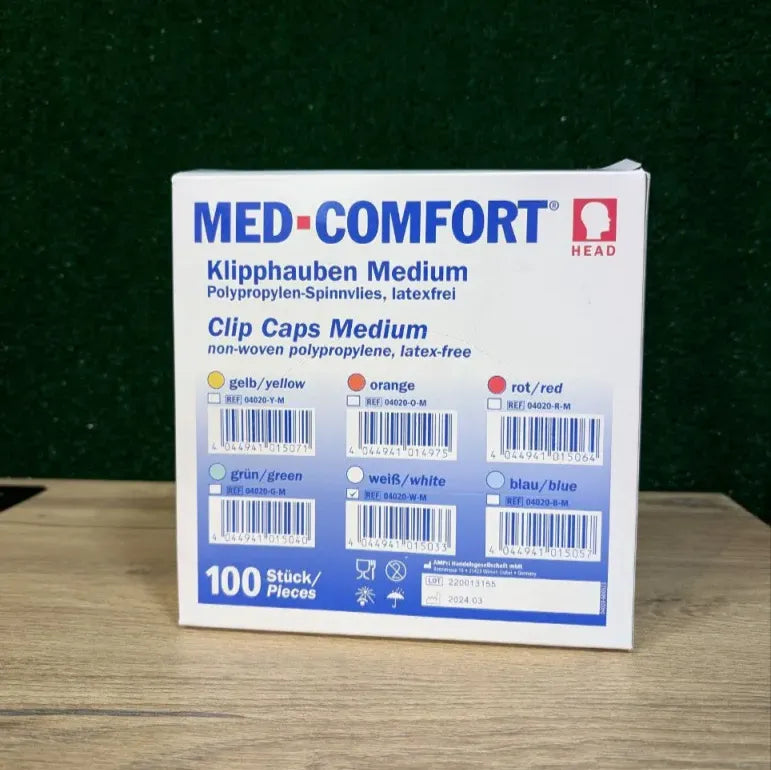 MED·COMFORT®
HEAD
Klipphauben Medium
Polypropylen-Spinnvlies, latexfrei
Clip Caps Medium
non-woven polypropylene, latex-free
gelb/yellow
REF 04020-Y-M
4 044941 015071
orange
REF 04020-O-M
4 044941 014975
rot/red
REF 04020-R-M
4 044941 015064
grün/green
REF 04020-G-M
4 044941 015040
weiß/white
REF 04020-W-M
4 044941 015033
blau/blue
REF 04020-B-M
4 044941 015057
100 Stück/
Pieces
AMPri Handelsgesellschaft mbH
LOT 220013165
2024.03